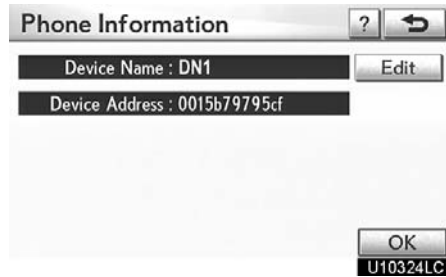 Phone Information ?
Device Name : DN1 Edit
Device Address : 0015b79795cf
OK
U10324LC